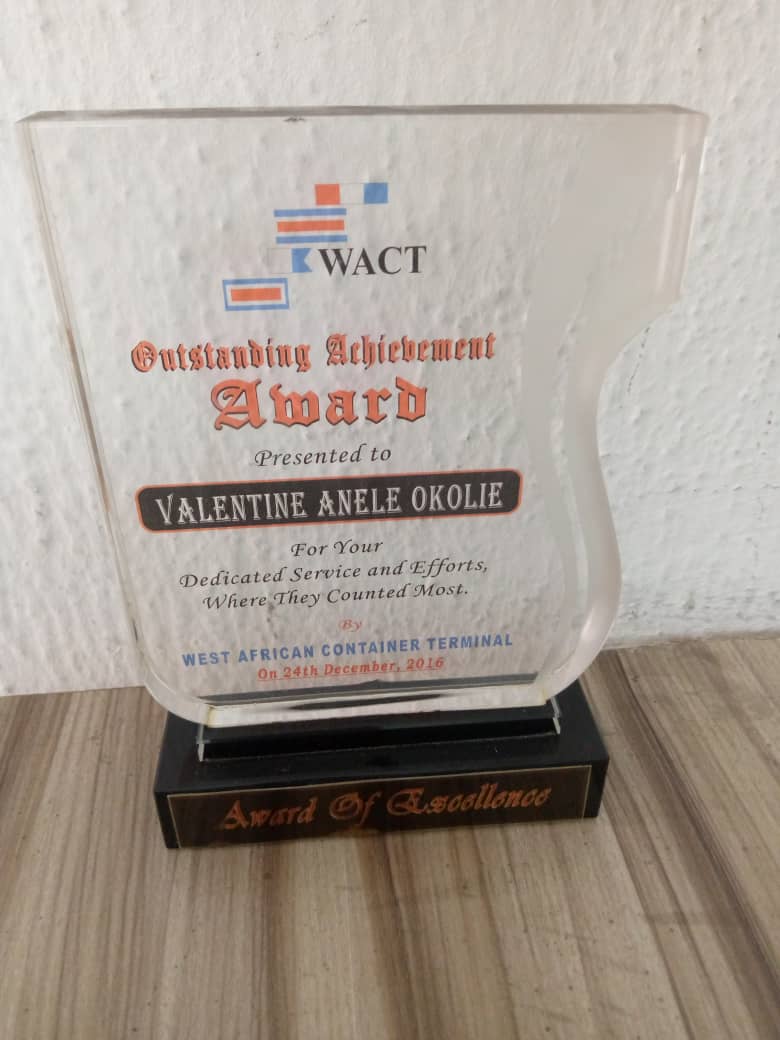 WACT
Outstanding Achievement
Award
Presented to
VALENTINE ANELE OKOLIE
For Your
Dedicated Service and Efforts,
Where They Counted Most.
By
WEST AFRICAN CONTAINER TERMINAL
On 24th December, 2016
Award Of Excellence